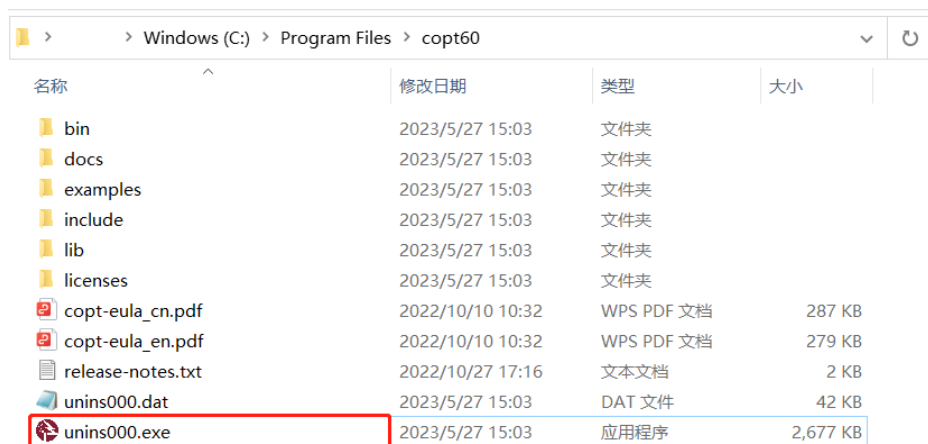 Windows (C:) > Program Files > copt60
名称 修改日期 类型 大小
bin 2023/5/27 15:03 文件夹
docs 2023/5/27 15:03 文件夹
examples 2023/5/27 15:03 文件夹
include 2023/5/27 15:03 文件夹
lib 2023/5/27 15:03 文件夹
licenses 2023/5/27 15:03 文件夹
copt-eula_cn.pdf 2022/10/10 10:32 WPS PDF 文档 287 KB
copt-eula_en.pdf 2022/10/10 10:32 WPS PDF 文档 279 KB
release-notes.txt 2022/10/27 17:16 文本文档 2 KB
unins000.dat 2023/5/27 15:03 DAT 文件 42 KB
unins000.exe 2023/5/27 15:03 应用程序 2,677 KB